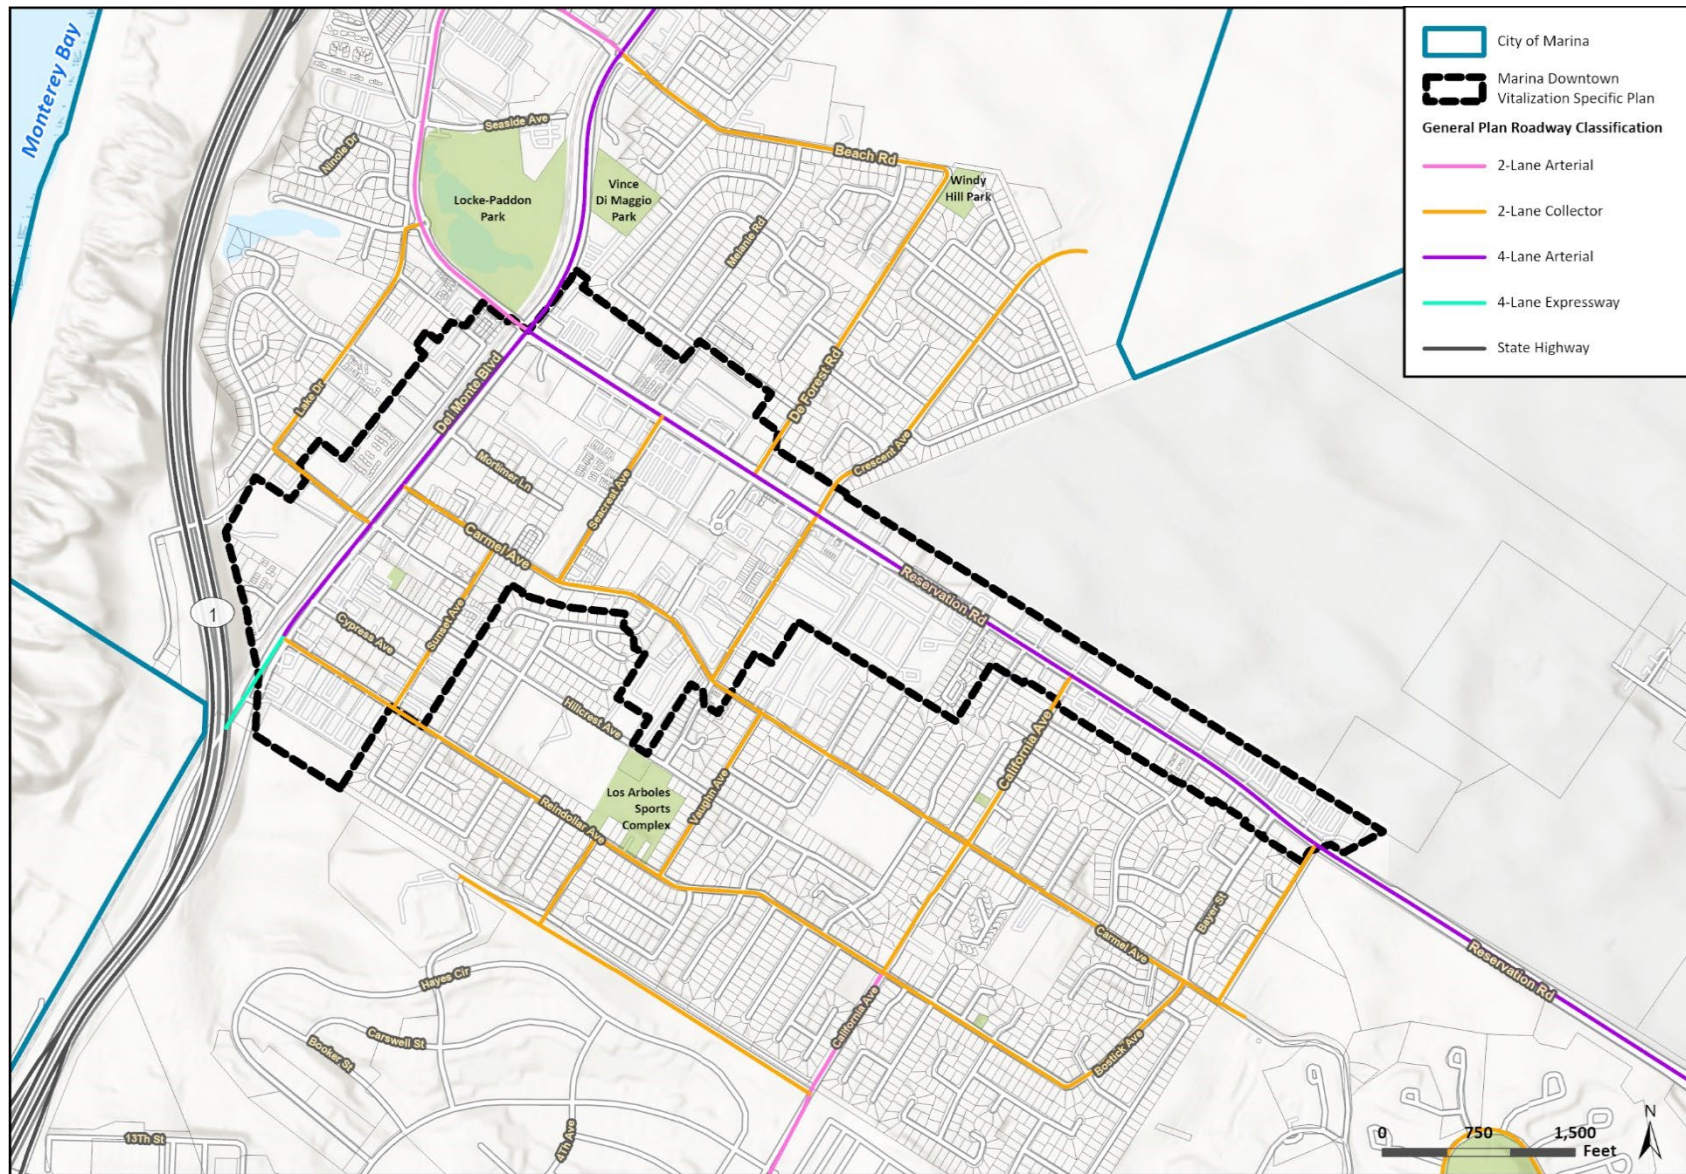 City of Marina
Marina Downtown
Vitalization Specific Plan
General Plan Roadway Classification
2-Lane Arterial
2-Lane Collector
4-Lane Arterial
4-Lane Expressway
State Highway
Monterey Bay
Seaside Ave
Ninole Dr
Beach Rd
Locke-Paddon
Park
Vince
Di Maggio
Park
Windy
Hill Park
Melanie Rd
Lake Dr
Del Monte Blvd
De Forest Rd
Crescent Ave
Mortimer Ln
Seacrest Ave
Carmel Ave
Reservation Rd
1
Cypress Ave
Sunset Ave
Hillcrest Ave
California Ave
Los Arboles
Sports
Complex
Vaughn Ave
Reindollar Ave
Bayer St
Carmel Ave
Reservation Rd
Hayes Cir
Carswell St
Booker St
California Ave
Bostick Ave
13Th St
4Th Ave
0 750 1,500
Feet
N